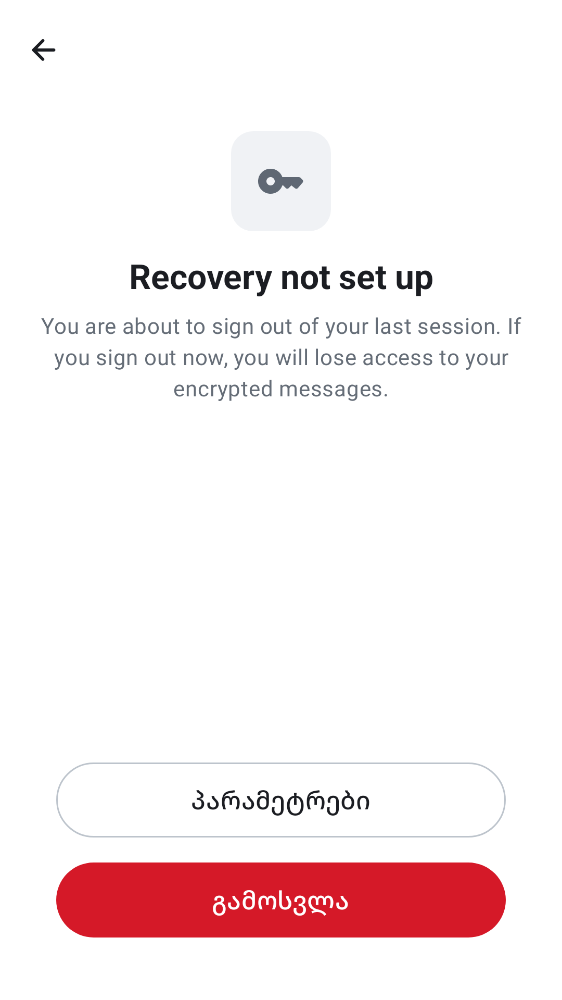 Recovery not set up
You are about to sign out of your last session. If
you sign out now, you will lose access to your
encrypted messages.
პარამეტრები
გამოსვლა